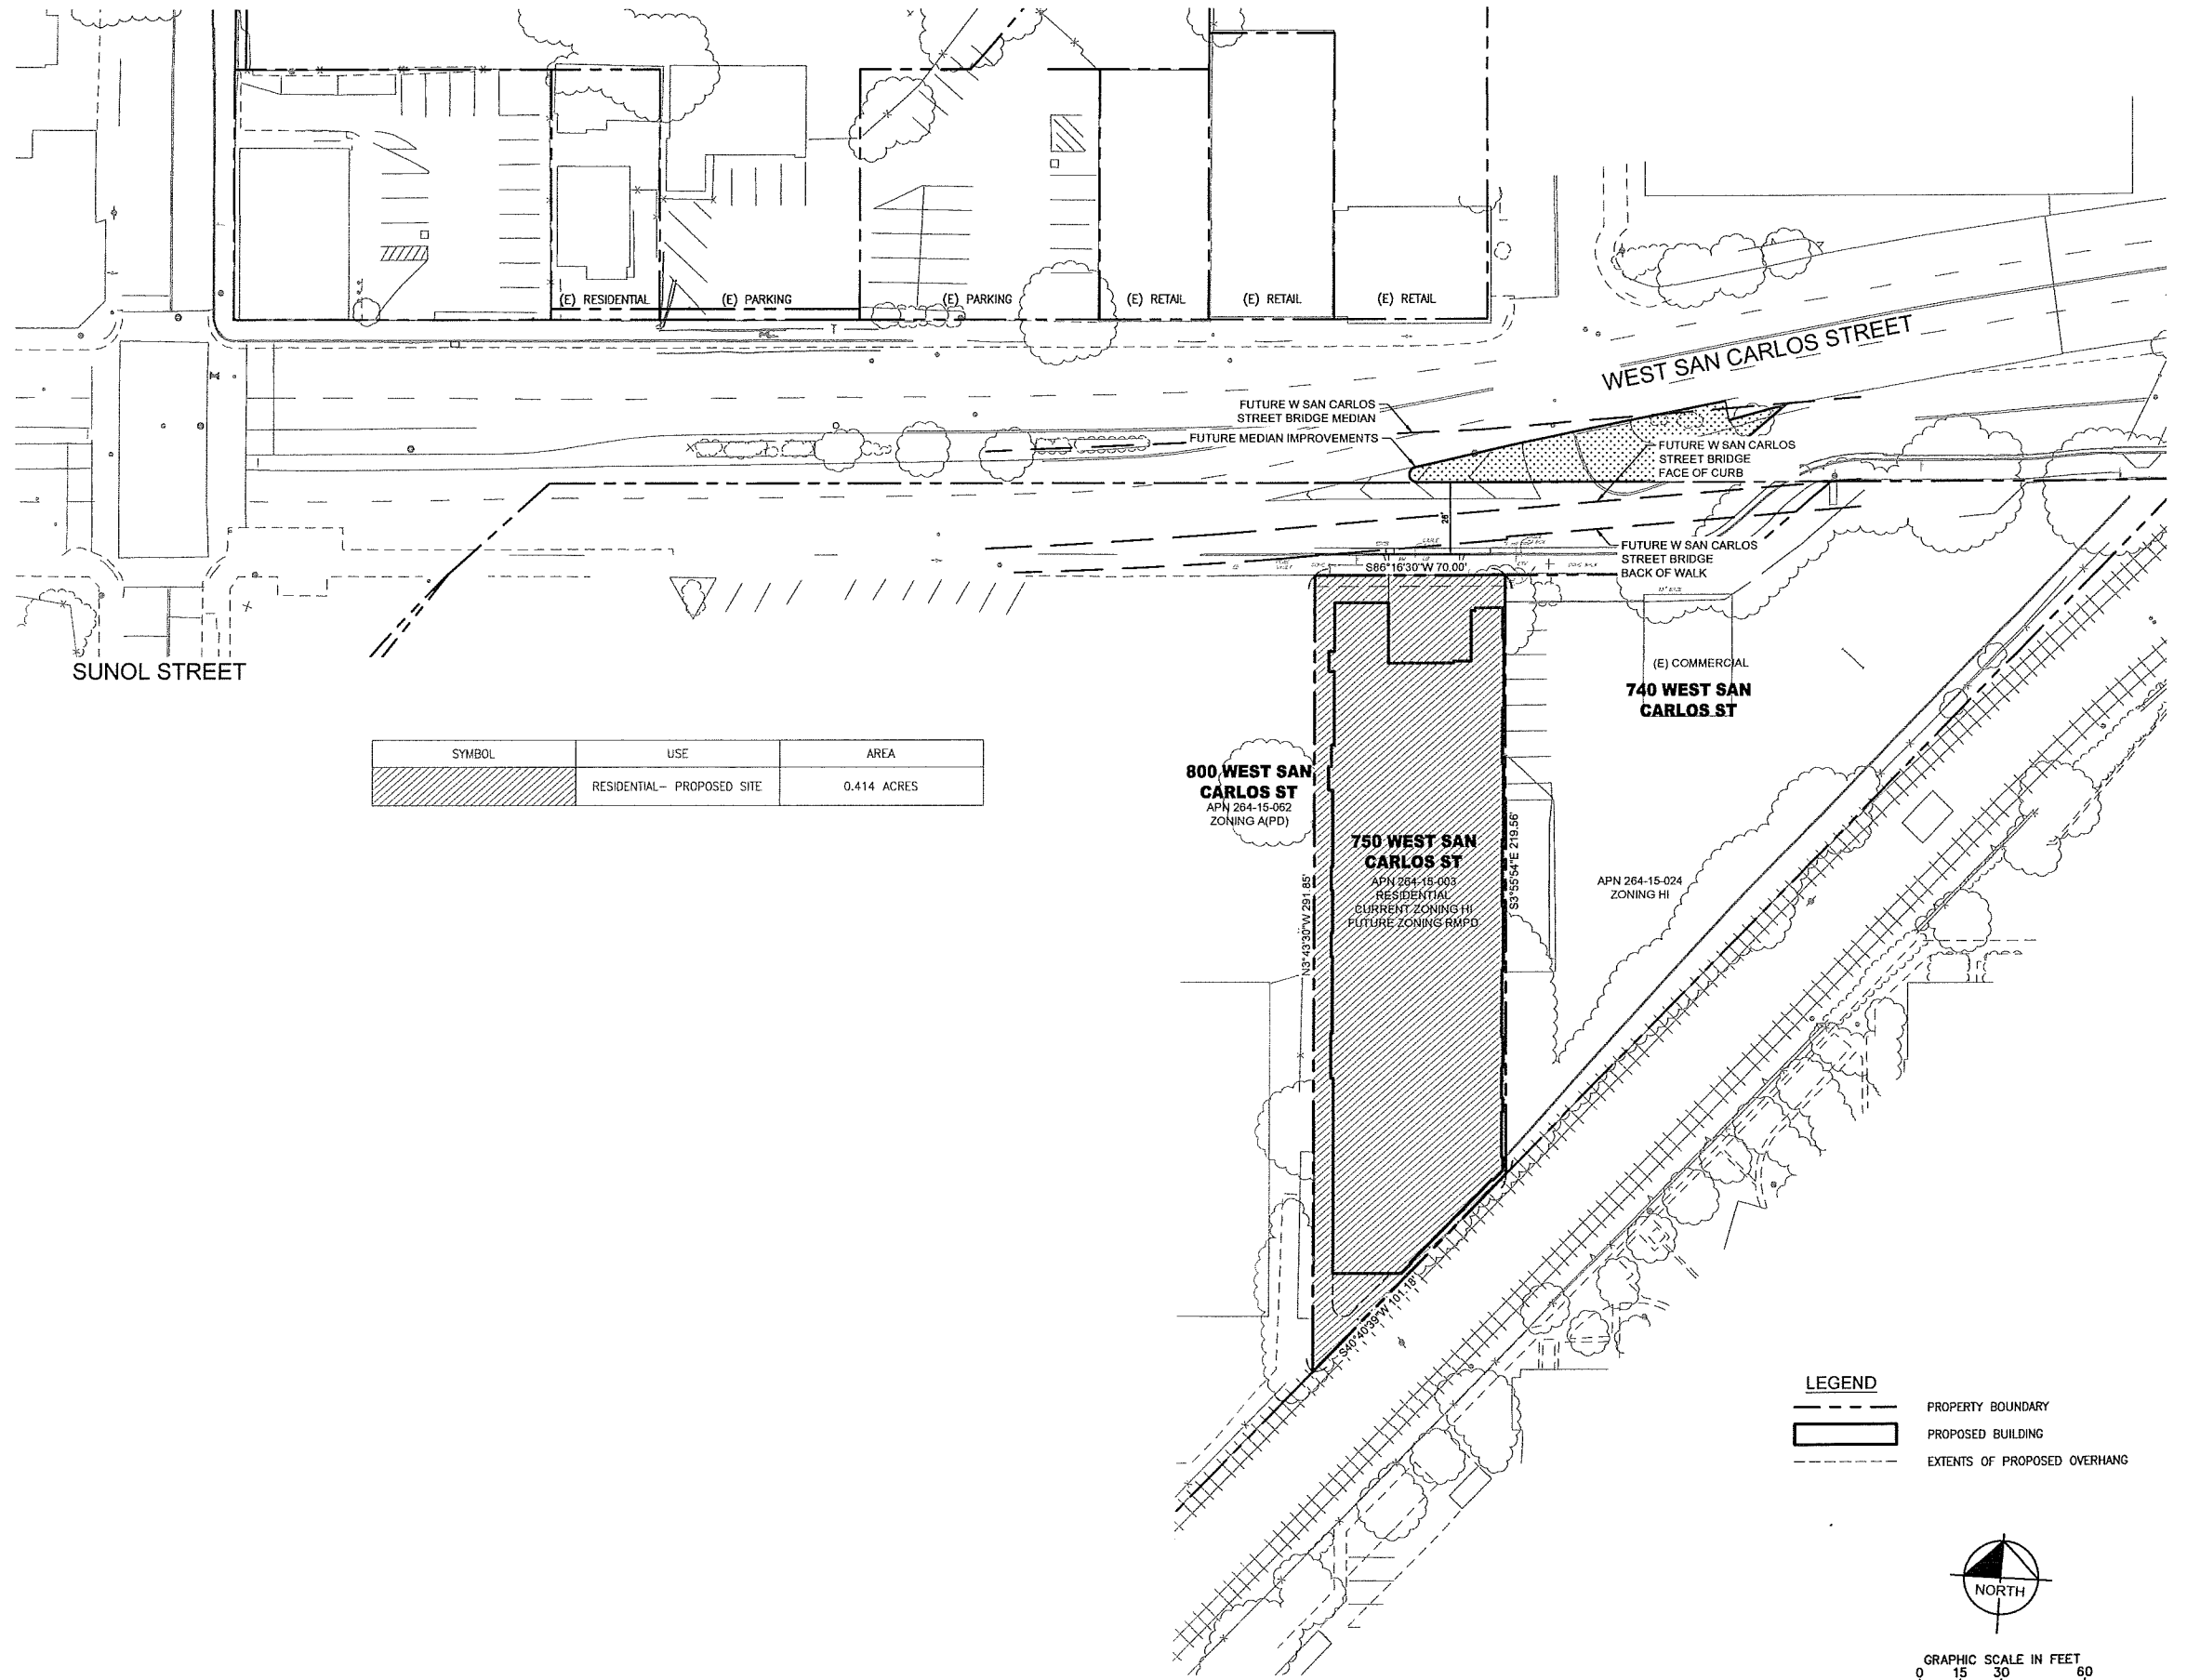 (E) RESIDENTIAL
(E) PARKING
(E) PARKING
(E) RETAIL
(E) RETAIL
(E) RETAIL
WEST SAN CARLOS STREET
FUTURE W SAN CARLOS
STREET BRIDGE MEDIAN
FUTURE MEDIAN IMPROVEMENTS
FUTURE W SAN CARLOS
STREET BRIDGE
FACE OF CURB
26'
FUTURE W SAN CARLOS
STREET BRIDGE
BACK OF WALK
S86°16'30"W 70.00'
SUNOL STREET
(E) COMMERCIAL
740 WEST SAN
CARLOS ST
SYMBOL USE AREA
RESIDENTIAL- PROPOSED SITE 0.414 ACRES
800 WEST SAN
CARLOS ST
APN 264-15-062
ZONING A(PD)
750 WEST SAN
CARLOS ST
APN 264-15-003
RESIDENTIAL
CURRENT ZONING HI
FUTURE ZONING RMPD
N3°43'30"W 291.85'
S3°55'54"E 219.56'
APN 264-15-024
ZONING HI
S40°40'39"W 101.18'
LEGEND
PROPERTY BOUNDARY
PROPOSED BUILDING
EXTENTS OF PROPOSED OVERHANG
NORTH
GRAPHIC SCALE IN FEET
0 15 30 60